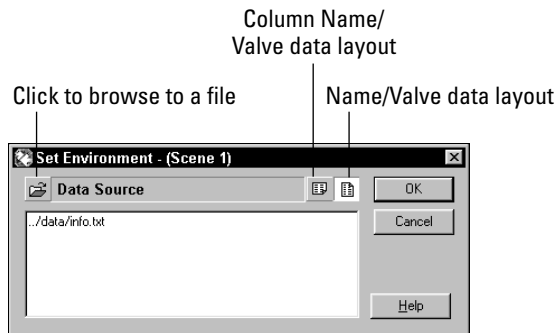 Column Name/
Valve data layout
Click to browse to a file
Name/Valve data layout
Set Environment - (Scene 1)
Data Source
OK
../data/info.txt
Cancel
Help